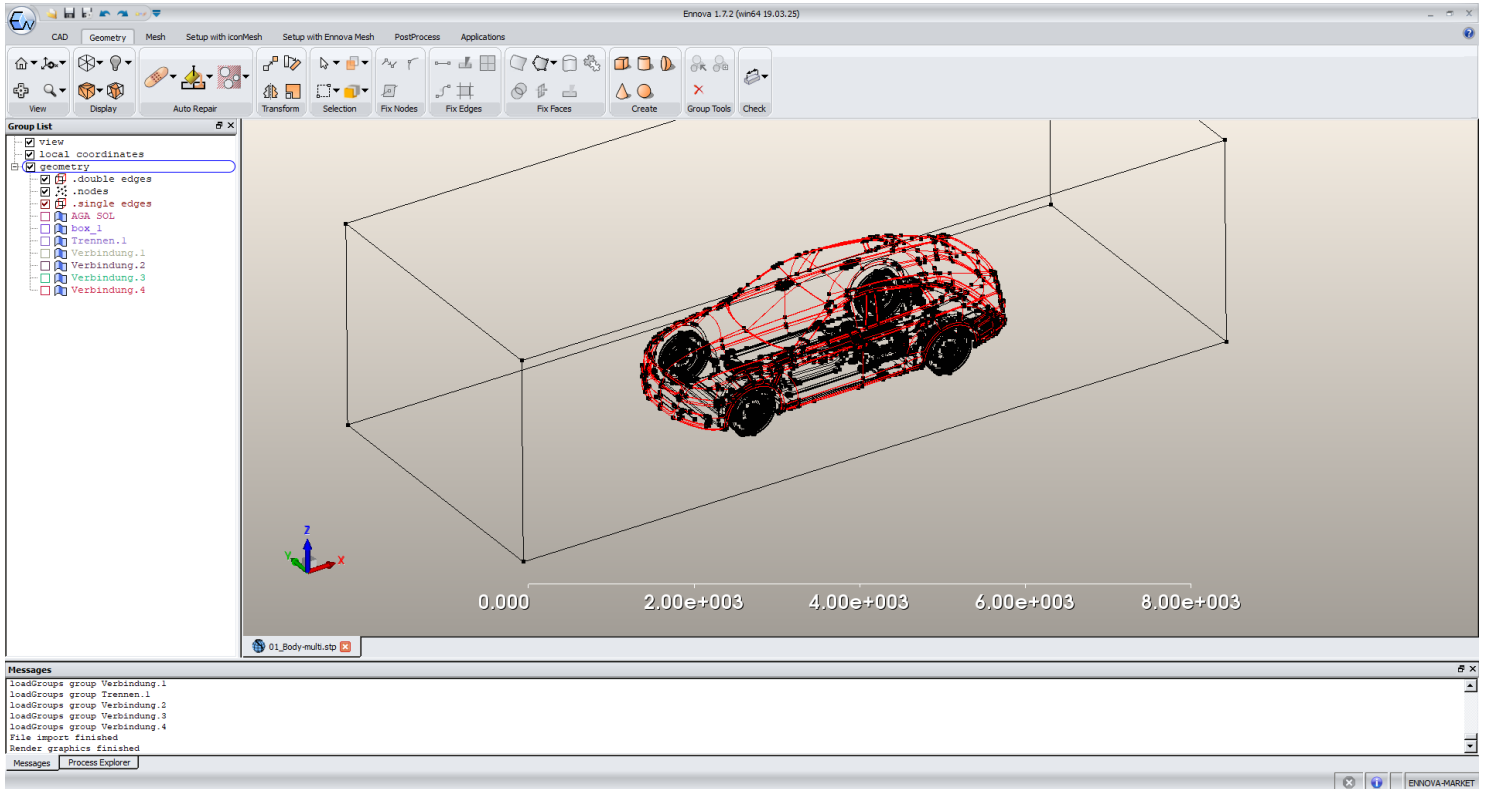 Ennova 1.7.2 (win64 19.03.25)
EN
CAD Geometry Mesh Setup with iconMesh Setup with Ennova Mesh PostProcess Applications
View Display Auto Repair Transform Selection Fix Nodes Fix Edges Fix Faces Create Group Tools Check
Group List
view
local coordinates
geometry
.double edges
.nodes
.single edges
AGA SOL
box_1
Trennen.1
Verbindung.1
Verbindung.2
Verbindung.3
Verbindung.4
Z
Y
X
0.000 2.00e+003 4.00e+003 6.00e+003 8.00e+003
01_Body-multi.stp
Messages
loadGroups group Verbindung.1
loadGroups group Trennen.1
loadGroups group Verbindung.2
loadGroups group Verbindung.3
loadGroups group Verbindung.4
File import finished
Render graphics finished
Messages Process Explorer
ENNOVA-MARKET